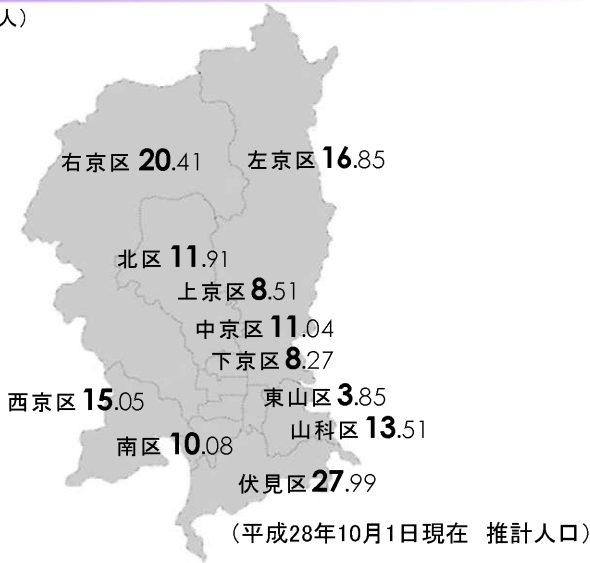 人）
右京区 20.41
左京区 16.85
北区 11.91
上京区 8.51
中京区 11.04
下京区 8.27
西京区 15.05
東山区 3.85
山科区 13.51
南区 10.08
伏見区 27.99
（平成28年10月1日現在 推計人口）